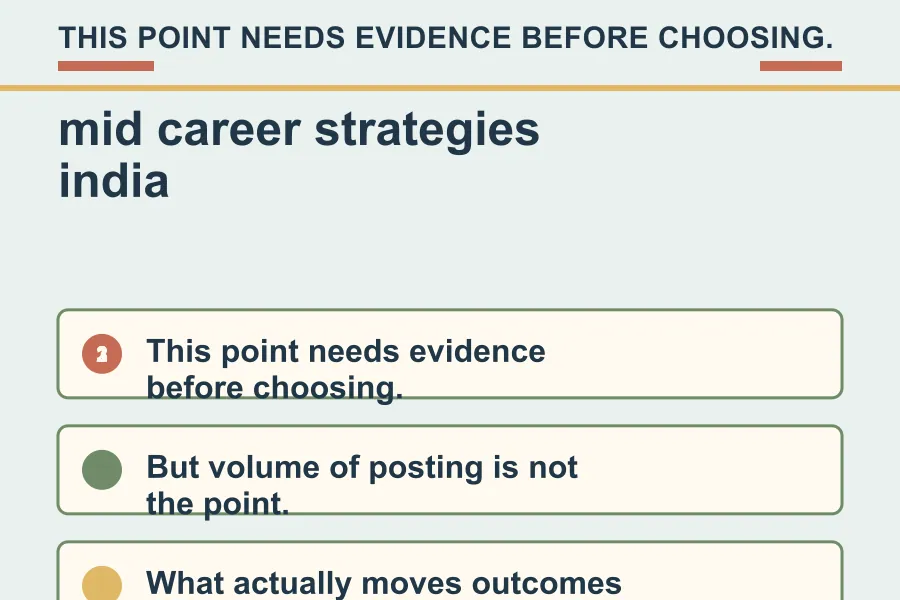 THIS POINT NEEDS EVIDENCE BEFORE CHOOSING.
mid career strategies
india
This point needs evidence
before choosing.
But volume of posting is not
the point.
What actually moves outcomes